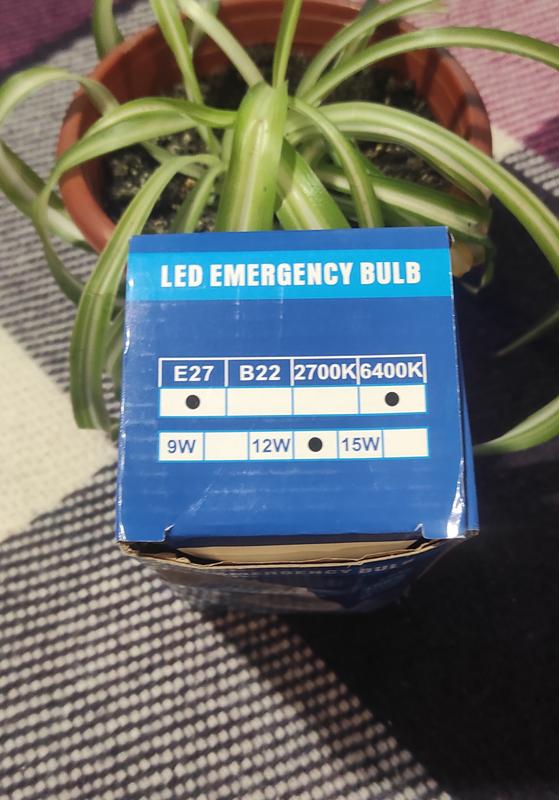 LED EMERGENCY BULB
E27 B22 2700K 6400K
● ●
9W 12W ● 15W
EMERGENCY BULB